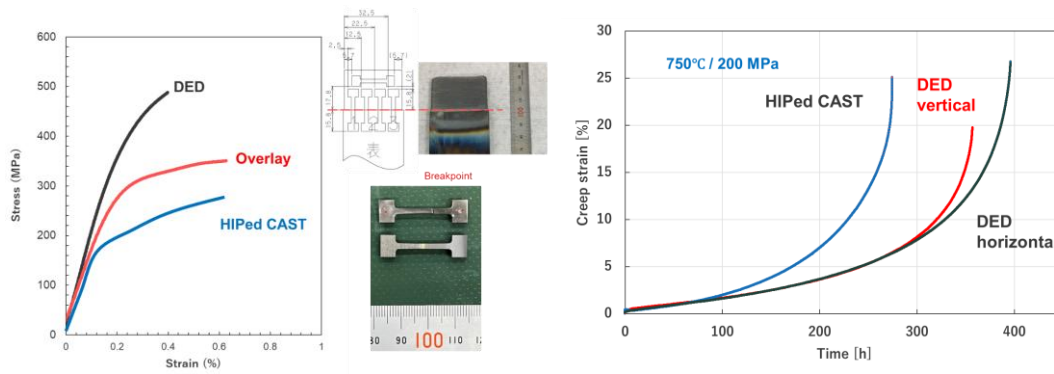 600
500
400
300
200
100
0
Stress (MPa)
0
0.2
0.4
0.6
0.8
1
Strain (%)
DED
Overlay
HIPed CAST
32.5
22.5
12.5
2.5
表
100
Breakpoint
90
100
110
30
25
20
15
10
5
0
Creep strain [%]
0
100
200
300
400
Time [h]
750℃ / 200 MPa
HIPed CAST
DED
vertical
DED
horizonta